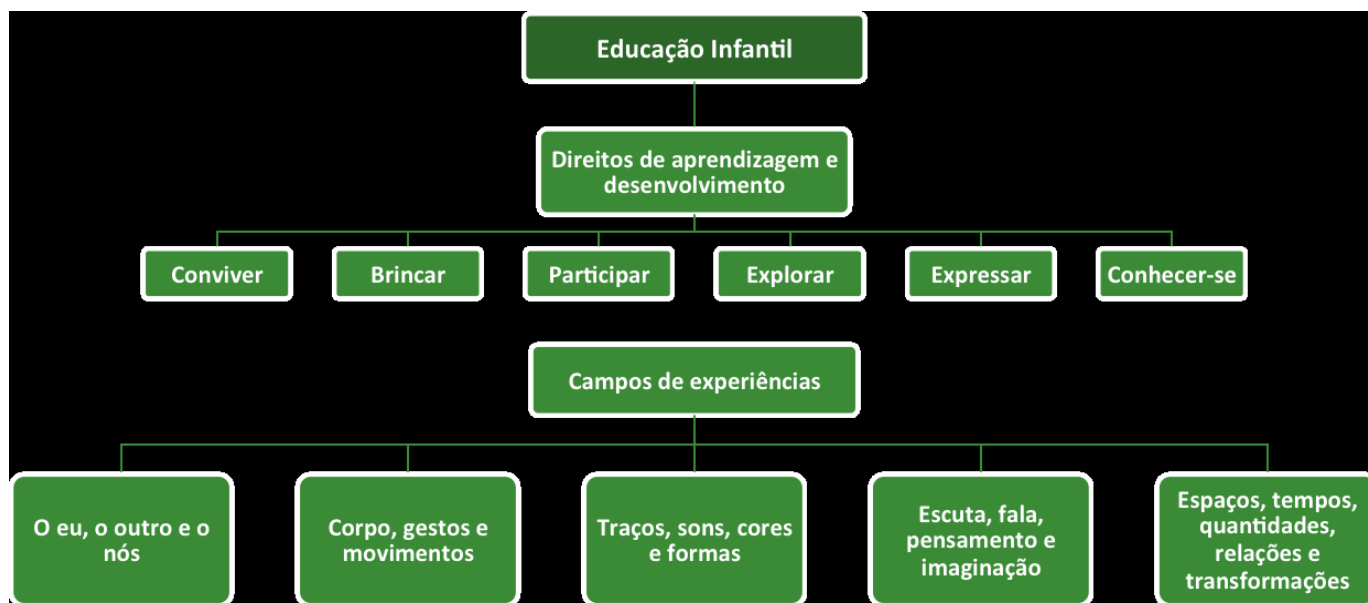 Educação Infantil
Direitos de aprendizagem e
desenvolvimento
Conviver
Brincar
Participar
Explorar
Expressar
Conhecer-se
Campos de experiências
O eu, o outro e o
nós
Corpo, gestos e
movimentos
Traços, sons, cores
e formas
Escuta, fala,
pensamento e
imaginação
Espaços, tempos,
quantidades,
relações e
transformações